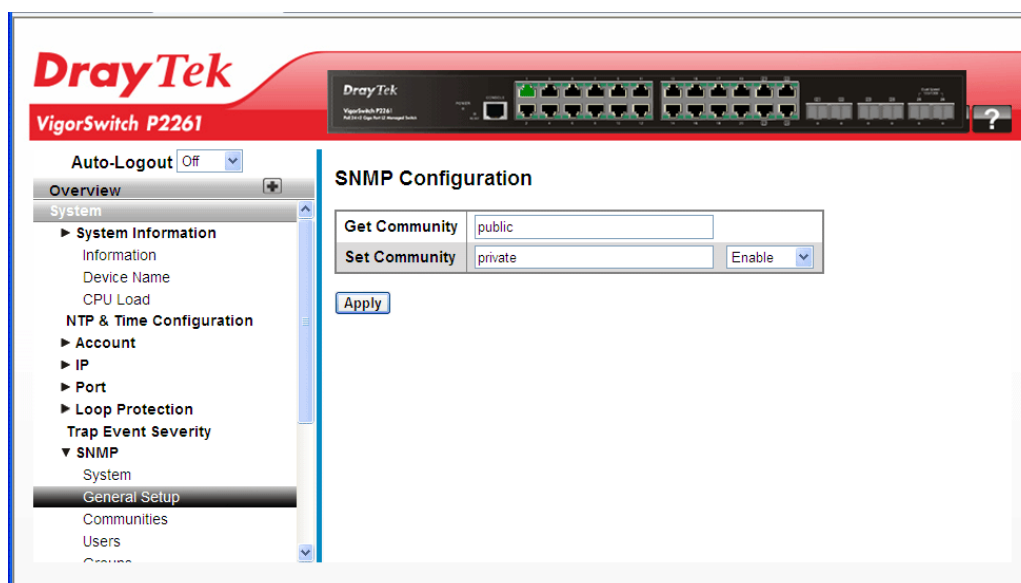 DrayTek
VigorSwitch P2261
DrayTek
VigorSwitch P2261
?
Auto-Logout Off
Overview
System
► System Information
Information
Device Name
CPU Load
NTP & Time Configuration
► Account
► IP
► Port
► Loop Protection
Trap Event Severity
▼ SNMP
System
General Setup
Communities
Users
Groups
SNMP Configuration
Get Community public
Set Community private Enable
Apply